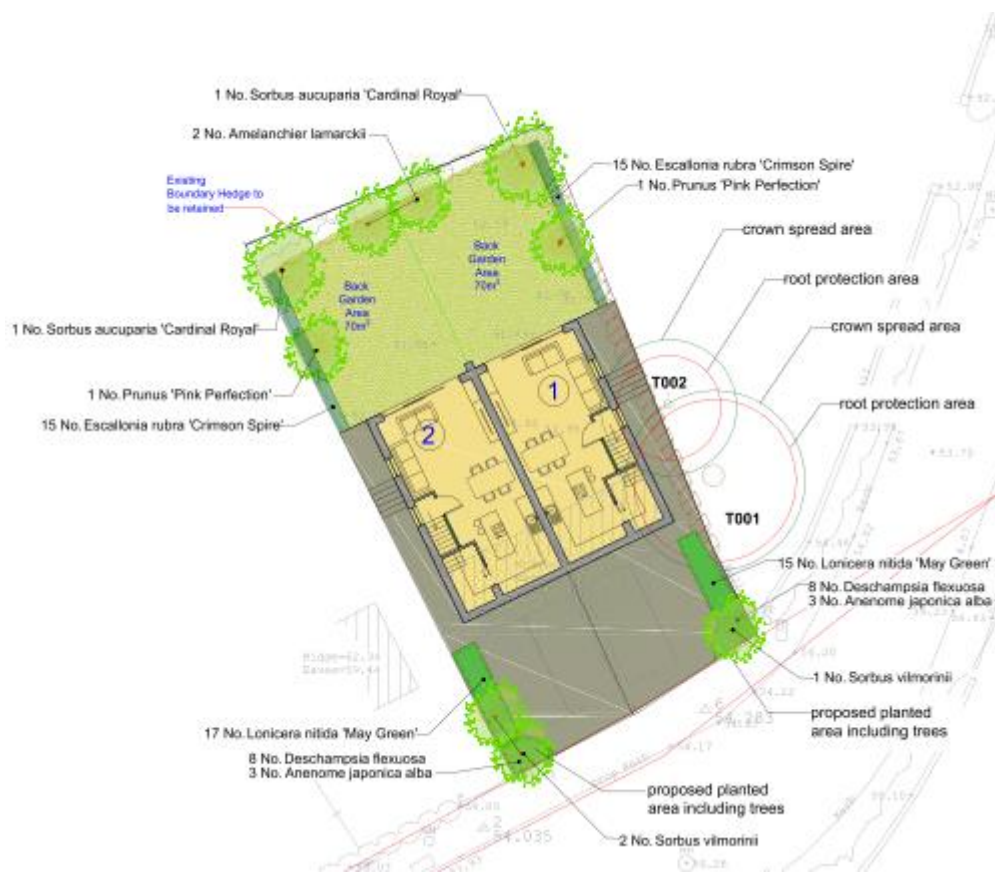 1 No. Sorbus aucuparia 'Cardinal Royal'
2 No. Amelanchier lamarckii
Existing
Boundary Hedge to
be retained
15 No. Escallonia rubra 'Crimson Spire'
1 No. Prunus 'Pink Perfection'
crown spread area
root protection area
crown spread area
root protection area
Back
Garden
Area
70m²
Back
Garden
Area
70m²
1 No. Sorbus aucuparia 'Cardinal Royal'
1 No. Prunus 'Pink Perfection'
15 No. Escallonia rubra 'Crimson Spire'
T002
1
2
T001
15 No. Lonicera nitida 'May Green'
8 No. Deschampsia flexuosa
3 No. Anenome japonica alba
1 No. Sorbus vilmorinii
proposed planted
area including trees
17 No. Lonicera nitida 'May Green'
8 No. Deschampsia flexuosa
3 No. Anenome japonica alba
proposed planted
area including trees
2 No. Sorbus vilmorinii
6
54.283
2
54.035